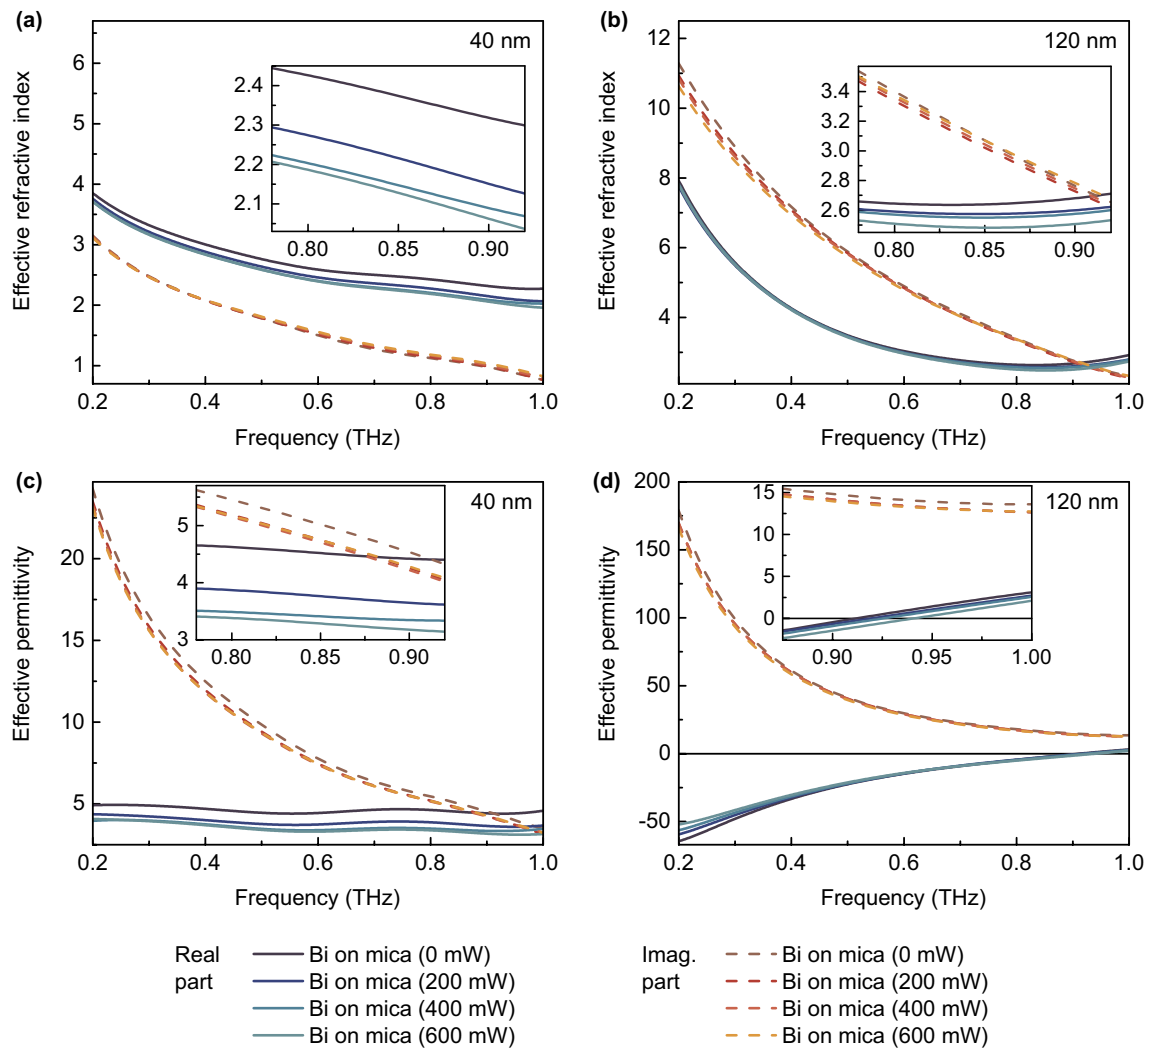 (a)
40 nm
Effective refractive index
6
5
4
3
2
1
2.4
2.3
2.2
2.1
0.80 0.85 0.90
0.2 0.4 0.6 0.8 1.0
Frequency (THz)
(b)
120 nm
Effective refractive index
12
10
8
6
4
3.4
3.2
3.0
2.8
2.6
0.80 0.85 0.90
0.2 0.4 0.6 0.8 1.0
Frequency (THz)
(c)
40 nm
Effective permittivity
20
15
10
5
5
4
3
0.80 0.85 0.90
0.2 0.4 0.6 0.8 1.0
Frequency (THz)
(d)
120 nm
Effective permittivity
200
150
100
50
0
-50
15
10
5
0
0.90 0.95 1.00
0.2 0.4 0.6 0.8 1.0
Frequency (THz)
Real part
Bi on mica (0 mW)
Bi on mica (200 mW)
Bi on mica (400 mW)
Bi on mica (600 mW)
Imag. part
Bi on mica (0 mW)
Bi on mica (200 mW)
Bi on mica (400 mW)
Bi on mica (600 mW)